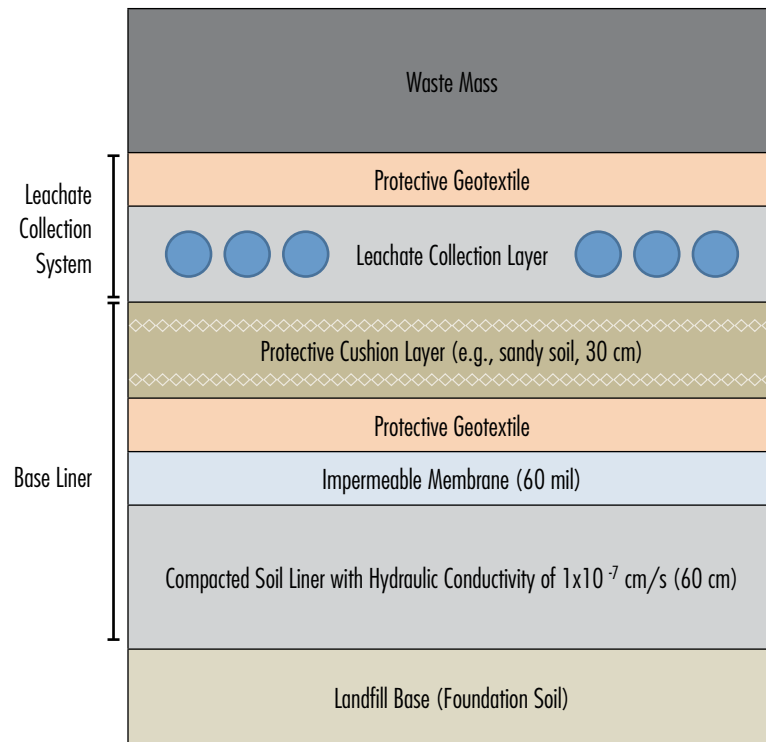 Waste Mass
Leachate
Collection
System
Protective Geotextile
Leachate Collection Layer
Base Liner
Protective Cushion Layer (e.g., sandy soil, 30 cm)
Protective Geotextile
Impermeable Membrane (60 mil)
Compacted Soil Liner with Hydraulic Conductivity of 1x10 -7 cm/s (60 cm)
Landfill Base (Foundation Soil)